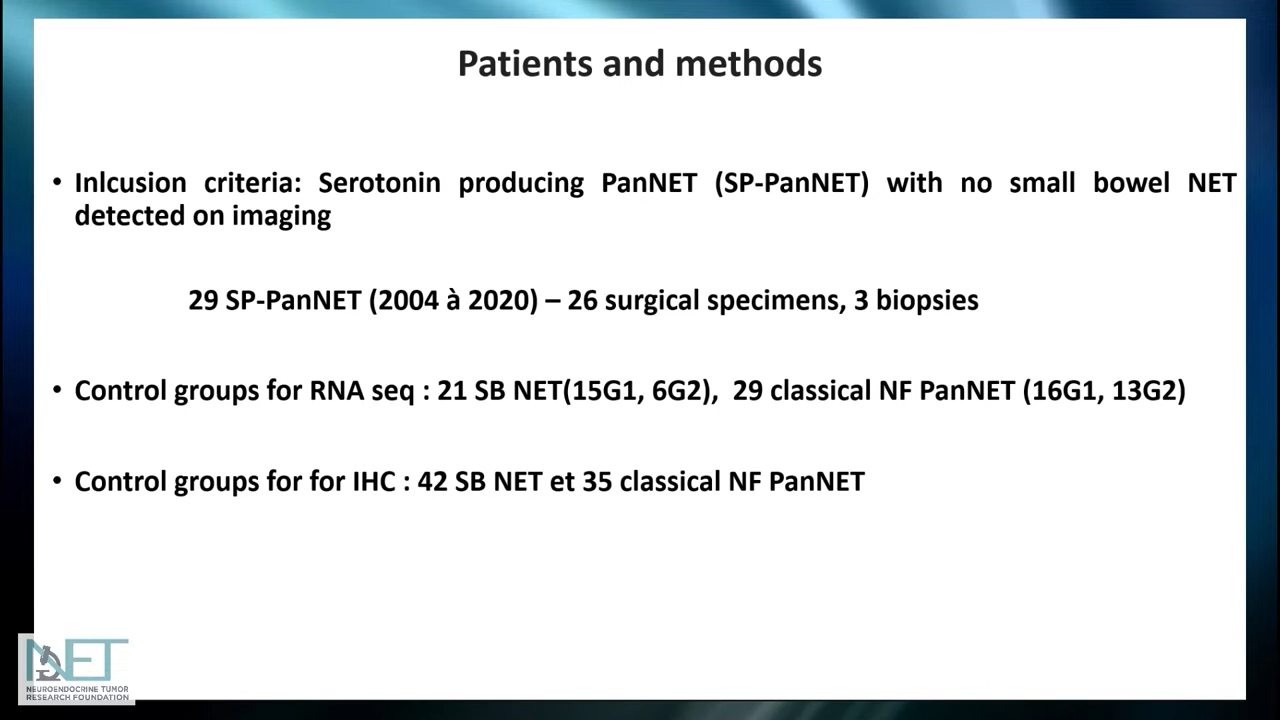 Patients and methods
• Inlcusion criteria: Serotonin producing PanNET (SP-PanNET) with no small bowel NET
detected on imaging
29 SP-PanNET (2004 à 2020) – 26 surgical specimens, 3 biopsies
• Control groups for RNA seq : 21 SB NET(15G1, 6G2), 29 classical NF PanNET (16G1, 13G2)
• Control groups for for IHC : 42 SB NET et 35 classical NF PanNET
NET
NEUROENDOCRINE TUMOR
RESEARCH FOUNDATION